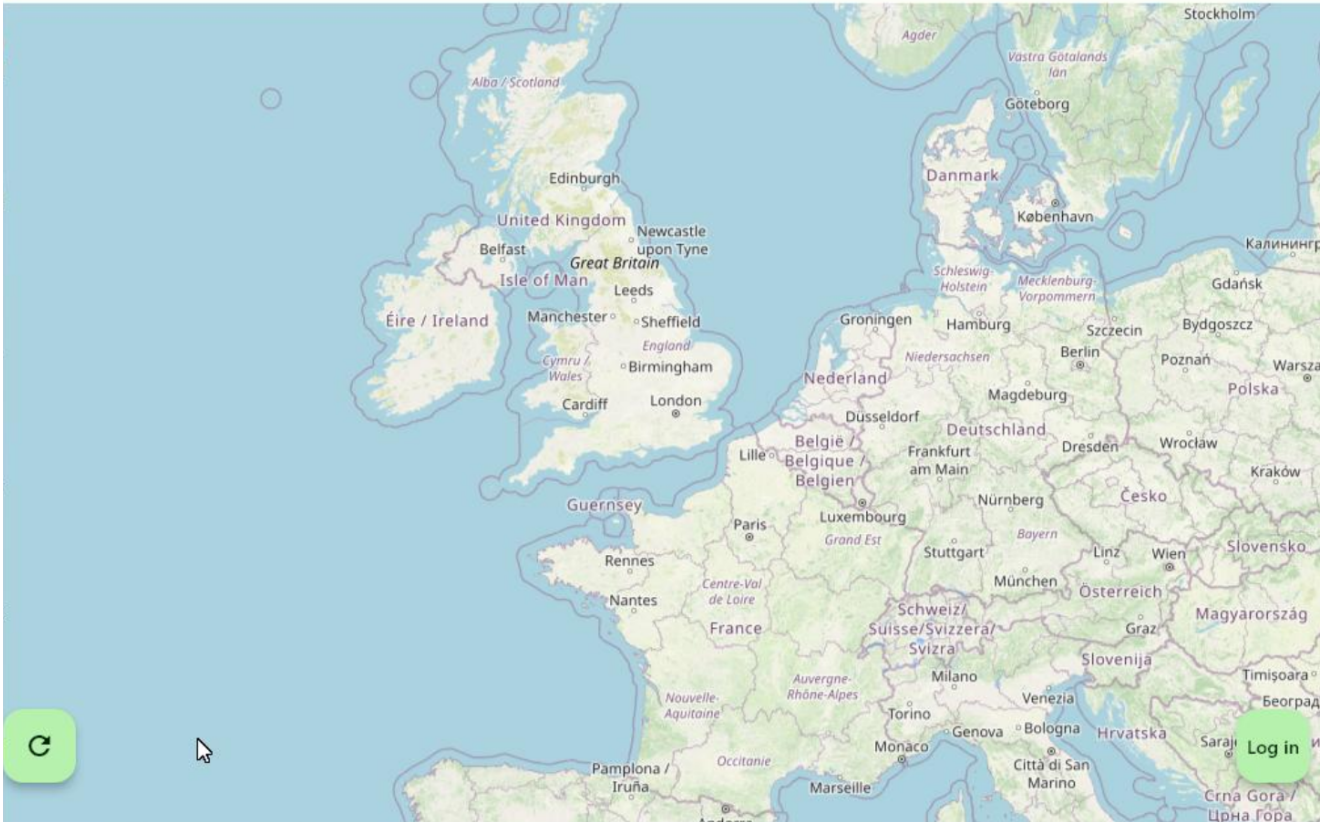 Stockholm
Agder
Västra Götalands
län
Alba / Scotland
Göteborg
Danmark
Edinburgh
København
United Kingdom
Newcastle
upon Tyne
Belfast
Great Britain
Isle of Man
Schleswig-
Holstein
Mecklenburg-
Vorpommern
Gdańsk
Leeds
Éire / Ireland
Manchester
Sheffield
Groningen
Hamburg
Szczecin
Bydgoszcz
England
Niedersachsen
Berlin
Poznań
Cymru /
Wales
Birmingham
Nederland
Magdeburg
Polska
Cardiff
London
Düsseldorf
Deutschland
België /
Belgique /
Belgien
Lille
Frankfurt
am Main
Dresden
Wrocław
Kraków
Guernsey
Luxembourg
Nürnberg
Česko
Paris
Grand Est
Stuttgart
Bayern
Linz
Wien
Slovensko
Rennes
München
Österreich
Magyarország
Centre-Val
de Loire
Nantes
France
Schweiz/
Suisse/Svizzera/
Svizra
Graz
Slovenija
Milano
Timișoara
Auvergne-
Rhône-Alpes
Nouvelle-
Aquitaine
Venezia
Torino
Genova
Bologna
Hrvatska
Monaco
Log in
Occitanie
Città di San
Marino
Pamplona /
Iruña
Marseille
Crna Gora /
Црна Гора